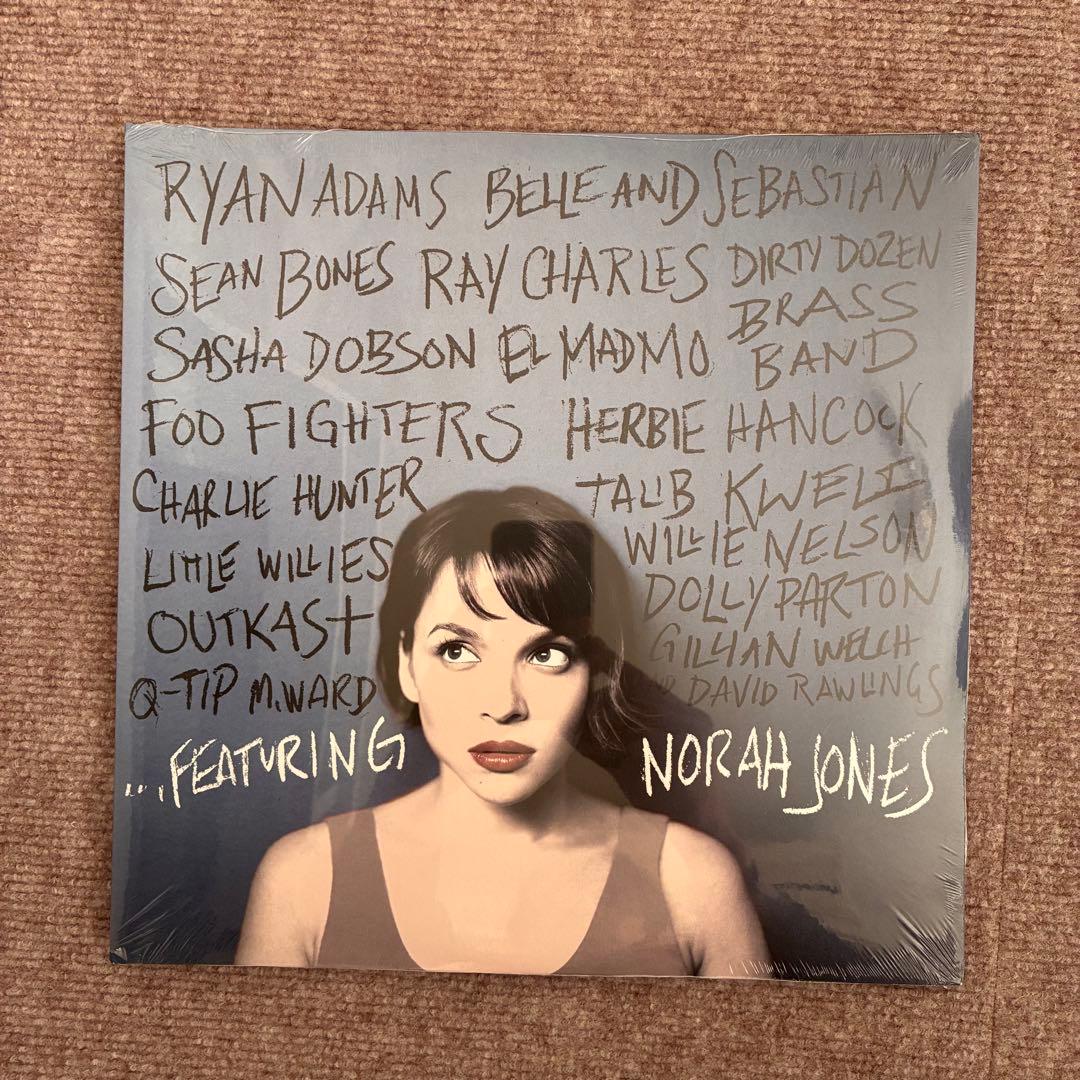 RYAN ADAMS BELLE AND SEBASTIAN
SEAN BONES RAY CHARLES DIRTY DOZEN
BRASS
SASHA DOBSON EL MADMO BAND
FOO FIGHTERS HERBIE HANCOCK
CHARLIE HUNTER TALIB KWELI
LITTLE WILLIES WILLIE NELSON
OUTKAST DOLLY PARTON
GILLIAN WELCH
Q-TIP M. WARD AND DAVID RAWLINGS
...FEATURING NORAH JONES